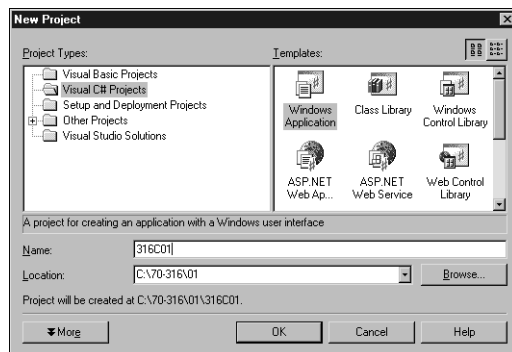 New Project
Project Types:
Templates:
Visual Basic Projects
Visual C# Projects
Setup and Deployment Projects
Other Projects
Visual Studio Solutions
Windows Application
Class Library
Windows Control Library
ASP.NET Web Ap...
ASP.NET Web Service
Web Control Library
A project for creating an application with a Windows user interface
Name:
316C01
Location:
C:\70-316\01
Browse...
Project will be created at C:\70-316\01\316C01.
More
OK
Cancel
Help